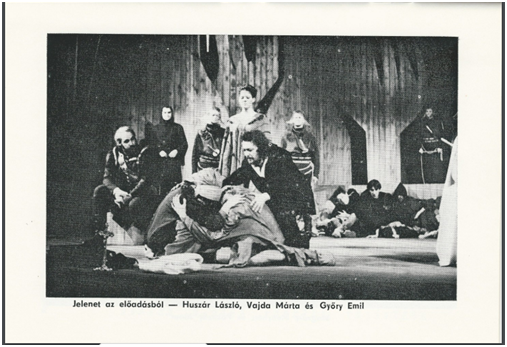 Jelenet az előadásból — Huszár László, Vajda Márta és Győry Emil